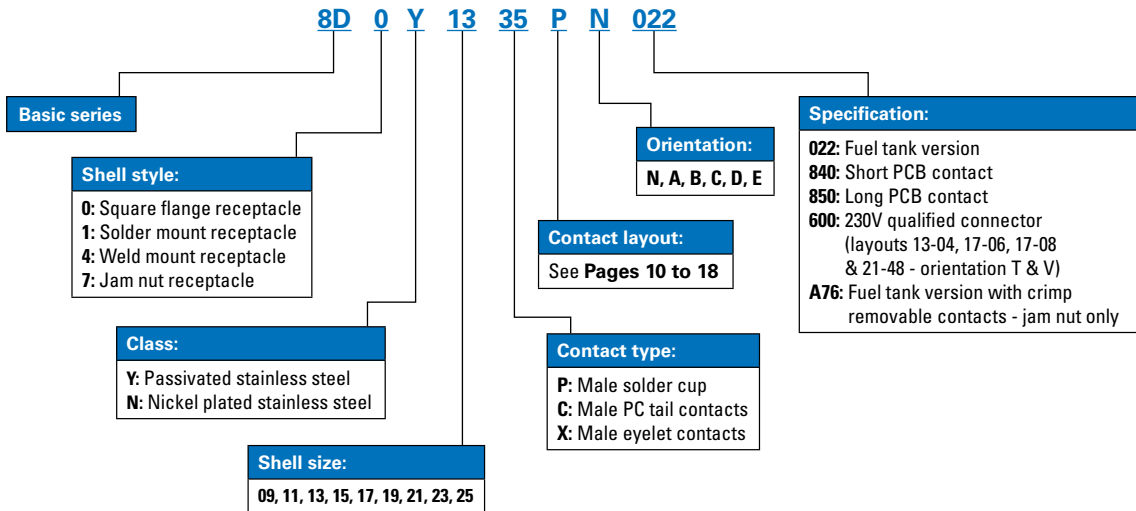 8D 0 Y 13 35 P N 022
Basic series
Shell style:
0: Square flange receptacle
1: Solder mount receptacle
4: Weld mount receptacle
7: Jam nut receptacle
Class:
Y: Passivated stainless steel
N: Nickel plated stainless steel
Shell size:
09, 11, 13, 15, 17, 19, 21, 23, 25
Contact type:
P: Male solder cup
C: Male PC tail contacts
X: Male eyelet contacts
Contact layout:
See Pages 10 to 18
Orientation:
N, A, B, C, D, E
Specification:
022: Fuel tank version
840: Short PCB contact
850: Long PCB contact
600: 230V qualified connector
(layouts 13-04, 17-06, 17-08
& 21-48 - orientation T & V)
A76: Fuel tank version with crimp
removable contacts - jam nut only